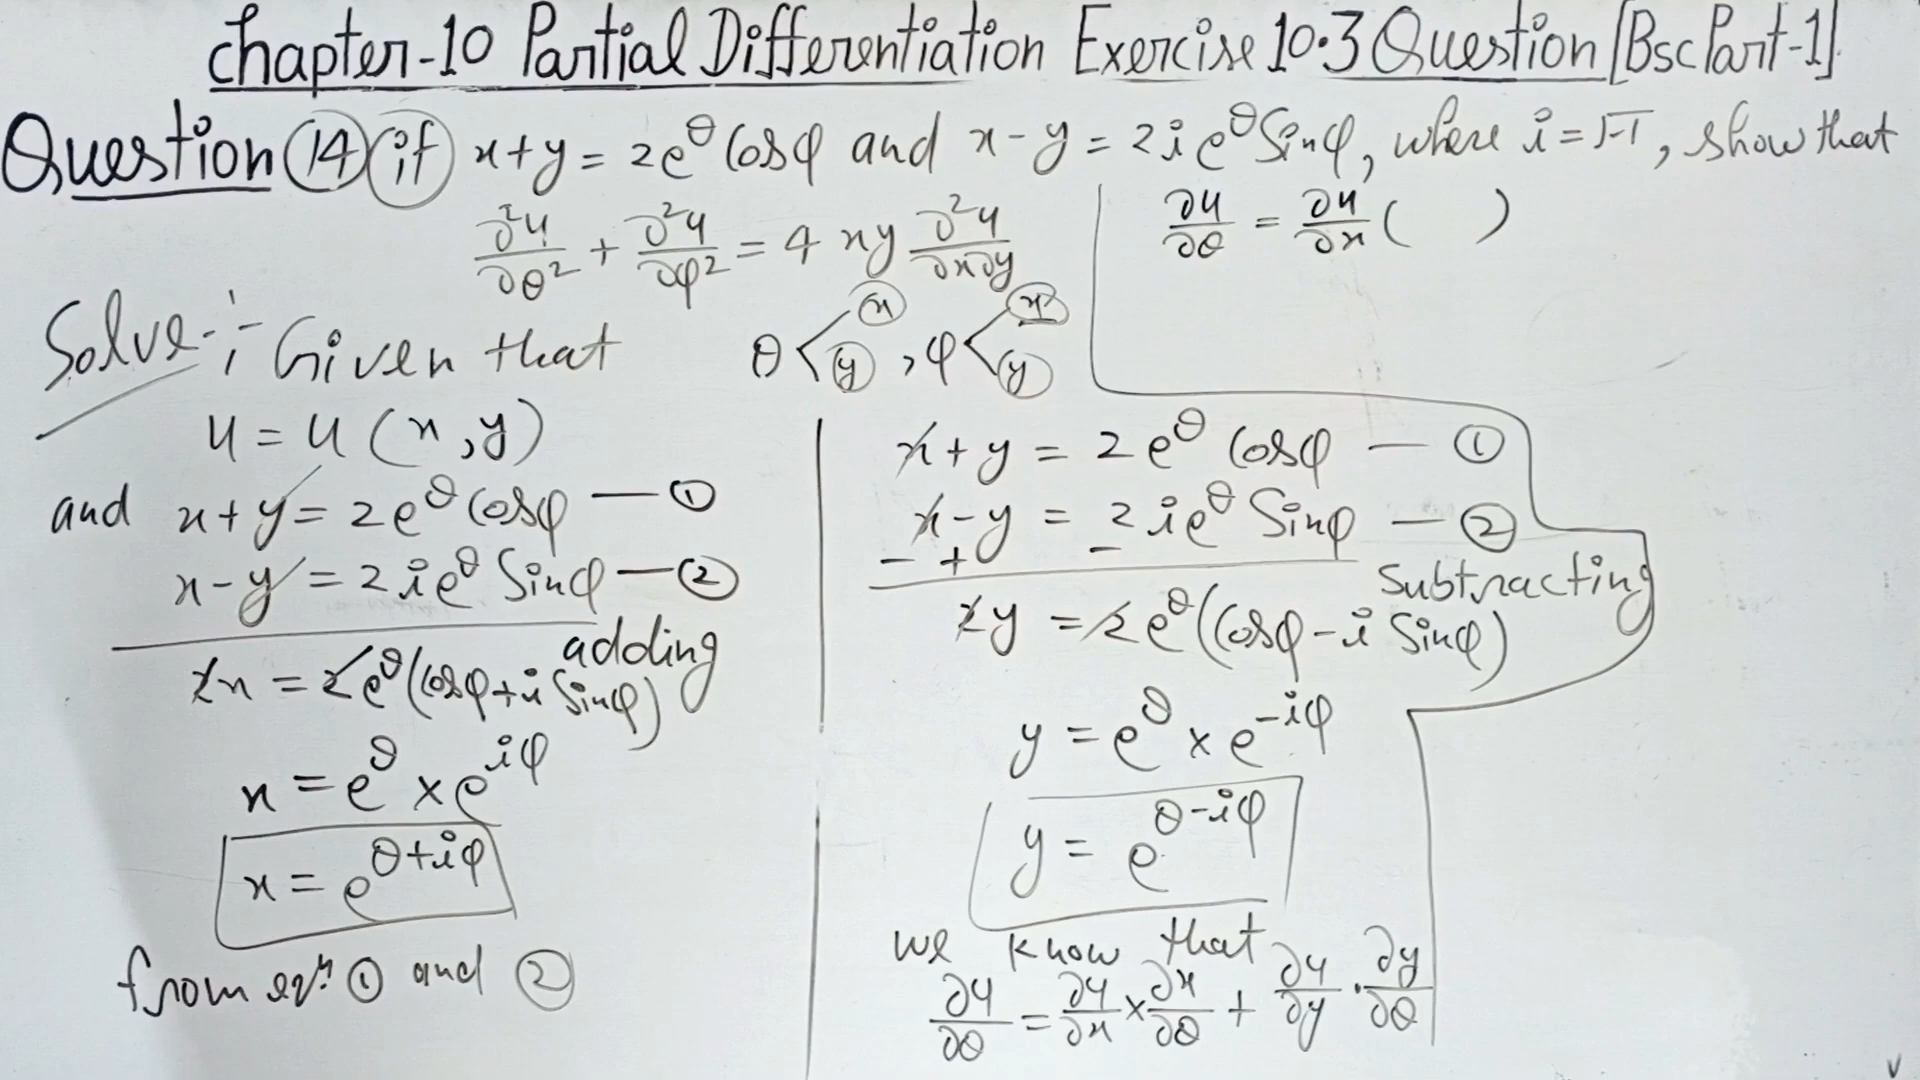 Chapter-10 Partial Differentiation Exercise 10.3 Question [Bsc Part-1]
Question 14 if x+y = 2e^θ Cosφ and x-y = 2ie^θ Sinφ, where i = √-1, show that
∂²u/∂θ² + ∂²u/∂φ² = 4xy ∂²u/∂x∂y
Solve:- Given that
θ < x y , φ < x y
u = u(x,y)
and x+y = 2e^θ Cosφ — ①
x-y = 2ie^θ Sinφ — ②
adding
2x = 2e^θ(Cosφ+i Sinφ)
x = e^θ × e^iφ
x = e^θ+iφ
from eqⁿ ① and ②
x+y = 2e^θ Cosφ — ①
x-y = 2ie^θ Sinφ — ②
- + -
Subtracting
2y = 2e^θ(Cosφ-i Sinφ)
y = e^θ × e^-iφ
y = e^θ-iφ
we know that
∂u/∂θ = ∂u/∂x × ∂x/∂θ + ∂u/∂y · ∂y/∂θ
∂u/∂θ = ∂u/∂x ( )